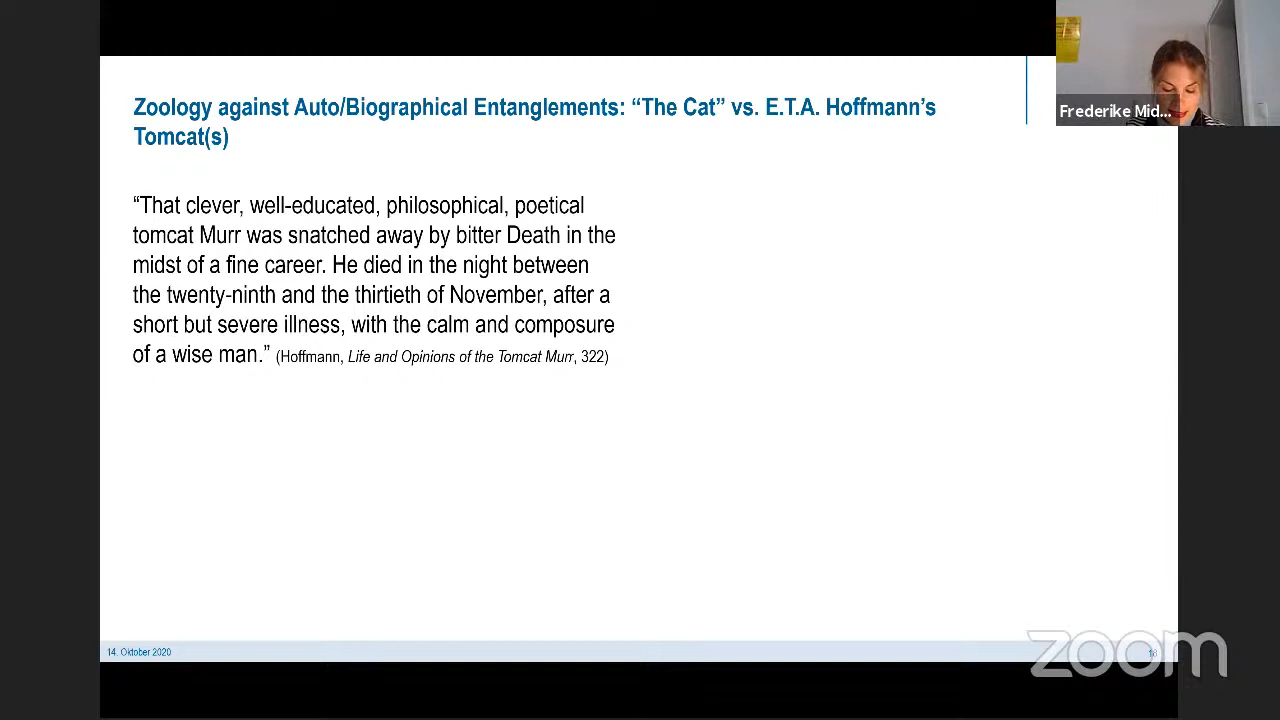 Zoology against Auto/Biographical Entanglements: “The Cat” vs. E.T.A. Hoffmann’s
Tomcat(s)
Frederike Mid...
“That clever, well-educated, philosophical, poetical
tomcat Murr was snatched away by bitter Death in the
midst of a fine career. He died in the night between
the twenty-ninth and the thirtieth of November, after a
short but severe illness, with the calm and composure
of a wise man.” (Hoffmann, Life and Opinions of the Tomcat Murr, 322)
14. Oktober 2020
zoom